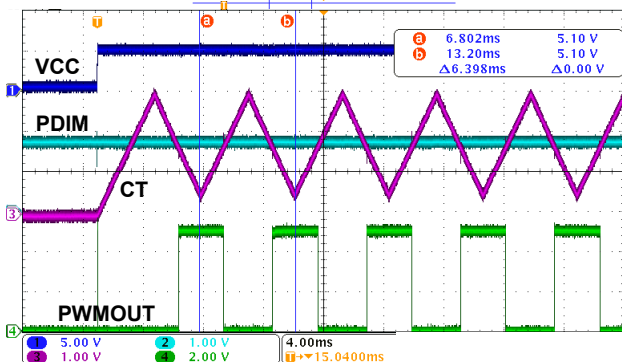 T
a b
a 6.802ms 5.10 V
b 13.20ms 5.10 V
Δ6.398ms Δ0.00 V
VCC
1
PDIM
CT
3
PWMOUT
4
1 5.00 V 2 1.00 V 4.00ms
3 1.00 V 4 2.00 V T→▼15.0400ms